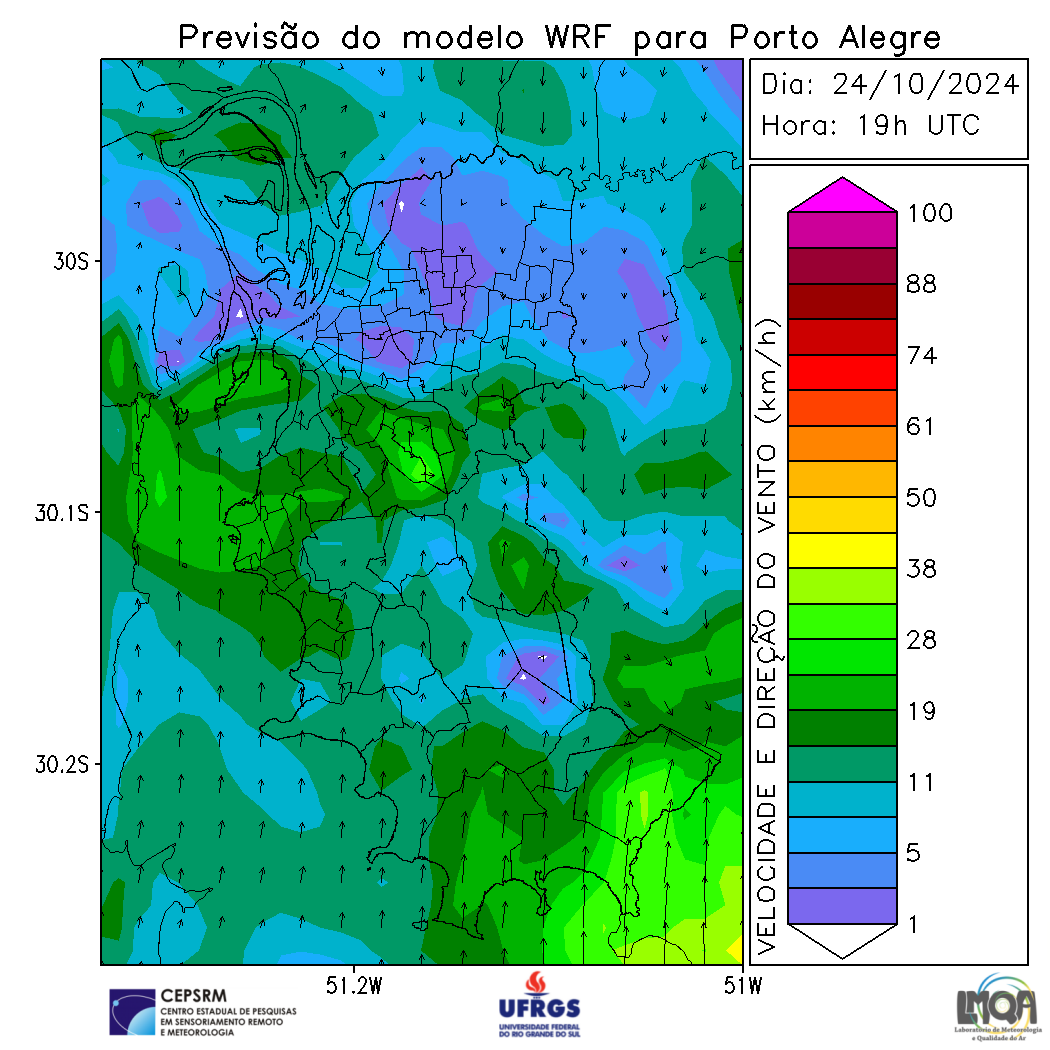 Previsão do modelo WRF para Porto Alegre
Dia: 24/10/2024
Hora: 19h UTC
30S
30.1S
30.2S
51.2W
51W
VELOCIDADE E DIREÇÃO DO VENTO (km/h)
100
88
74
61
50
38
28
19
11
5
1
CEPSRM
CENTRO ESTADUAL DE PESQUISAS
EM SENSORIAMENTO REMOTO
E METEOROLOGIA
UFRGS
UNIVERSIDADE FEDERAL
DO RIO GRANDE DO SUL
LMQA
Laboratório de Meteorologia
e Qualidade do Ar